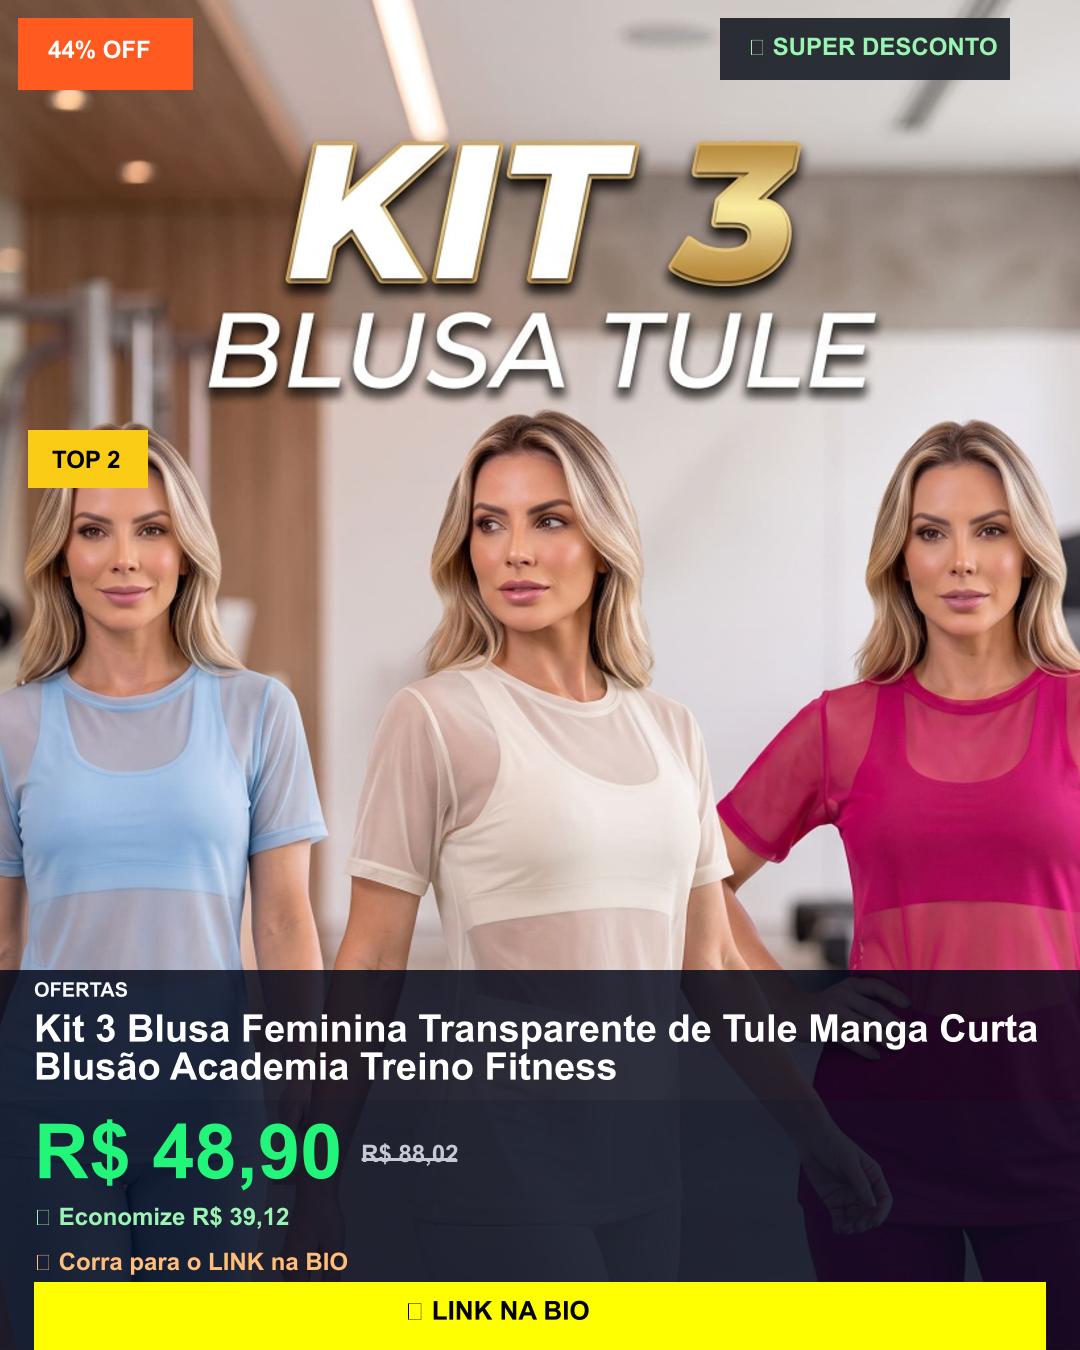 44% OFF
SUPER DESCONTO
KIT 3
BLUSA TULE
TOP 2
OFERTAS
Kit 3 Blusa Feminina Transparente de Tule Manga Curta
Blusão Academia Treino Fitness
R$ 48,90 R$ 88,02
Economize R$ 39,12
Corra para o LINK na BIO
LINK NA BIO